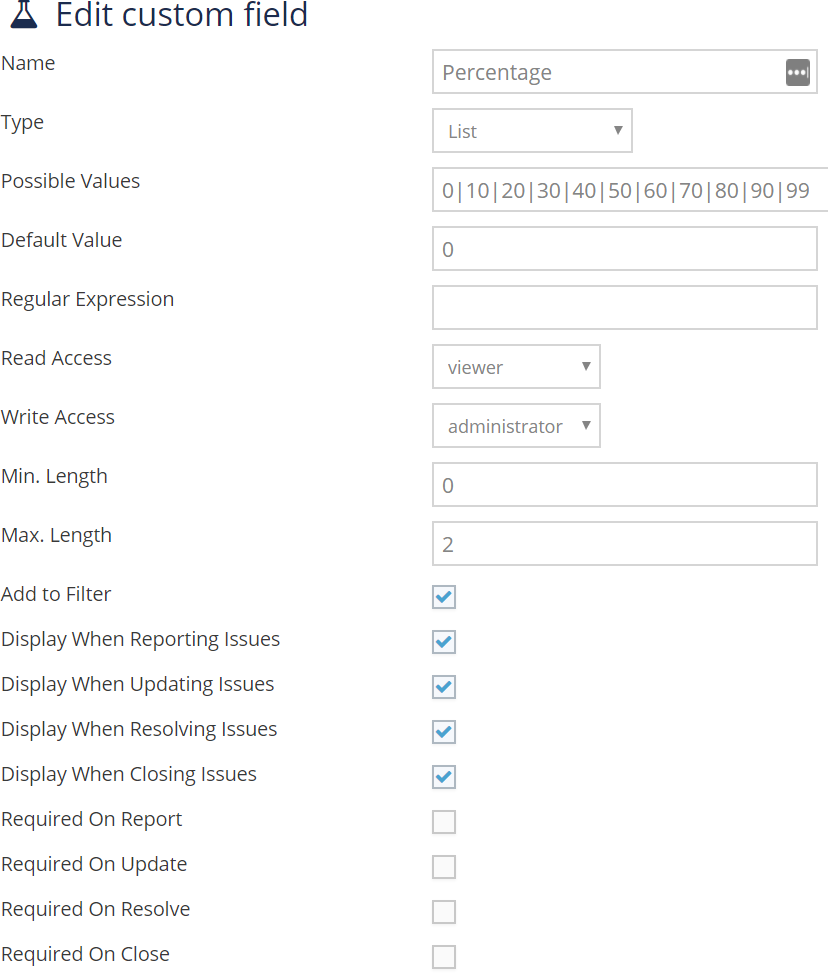 Edit custom field
Name Percentage
Type List
Possible Values 0|10|20|30|40|50|60|70|80|90|99
Default Value 0
Regular Expression
Read Access viewer
Write Access administrator
Min. Length 0
Max. Length 2
Add to Filter
Display When Reporting Issues
Display When Updating Issues
Display When Resolving Issues
Display When Closing Issues
Required On Report
Required On Update
Required On Resolve
Required On Close